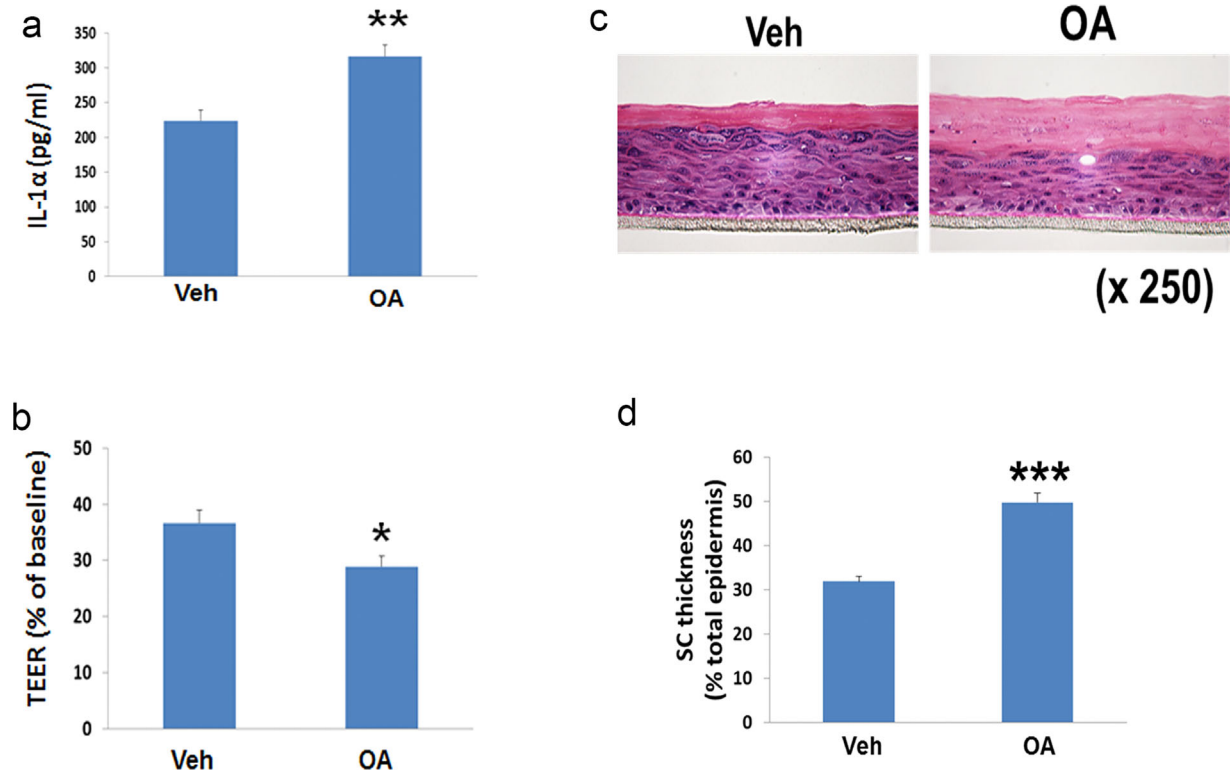 a
**
IL-1α (pg/ml)
350
300
250
200
150
100
50
0
Veh
OA
b
*
TEER (% of baseline)
50
40
30
20
10
0
Veh
OA
c
Veh
OA
(x 250)
d
***
SC thickness
(% total epidermis)
60
50
40
30
20
10
0
Veh
OA